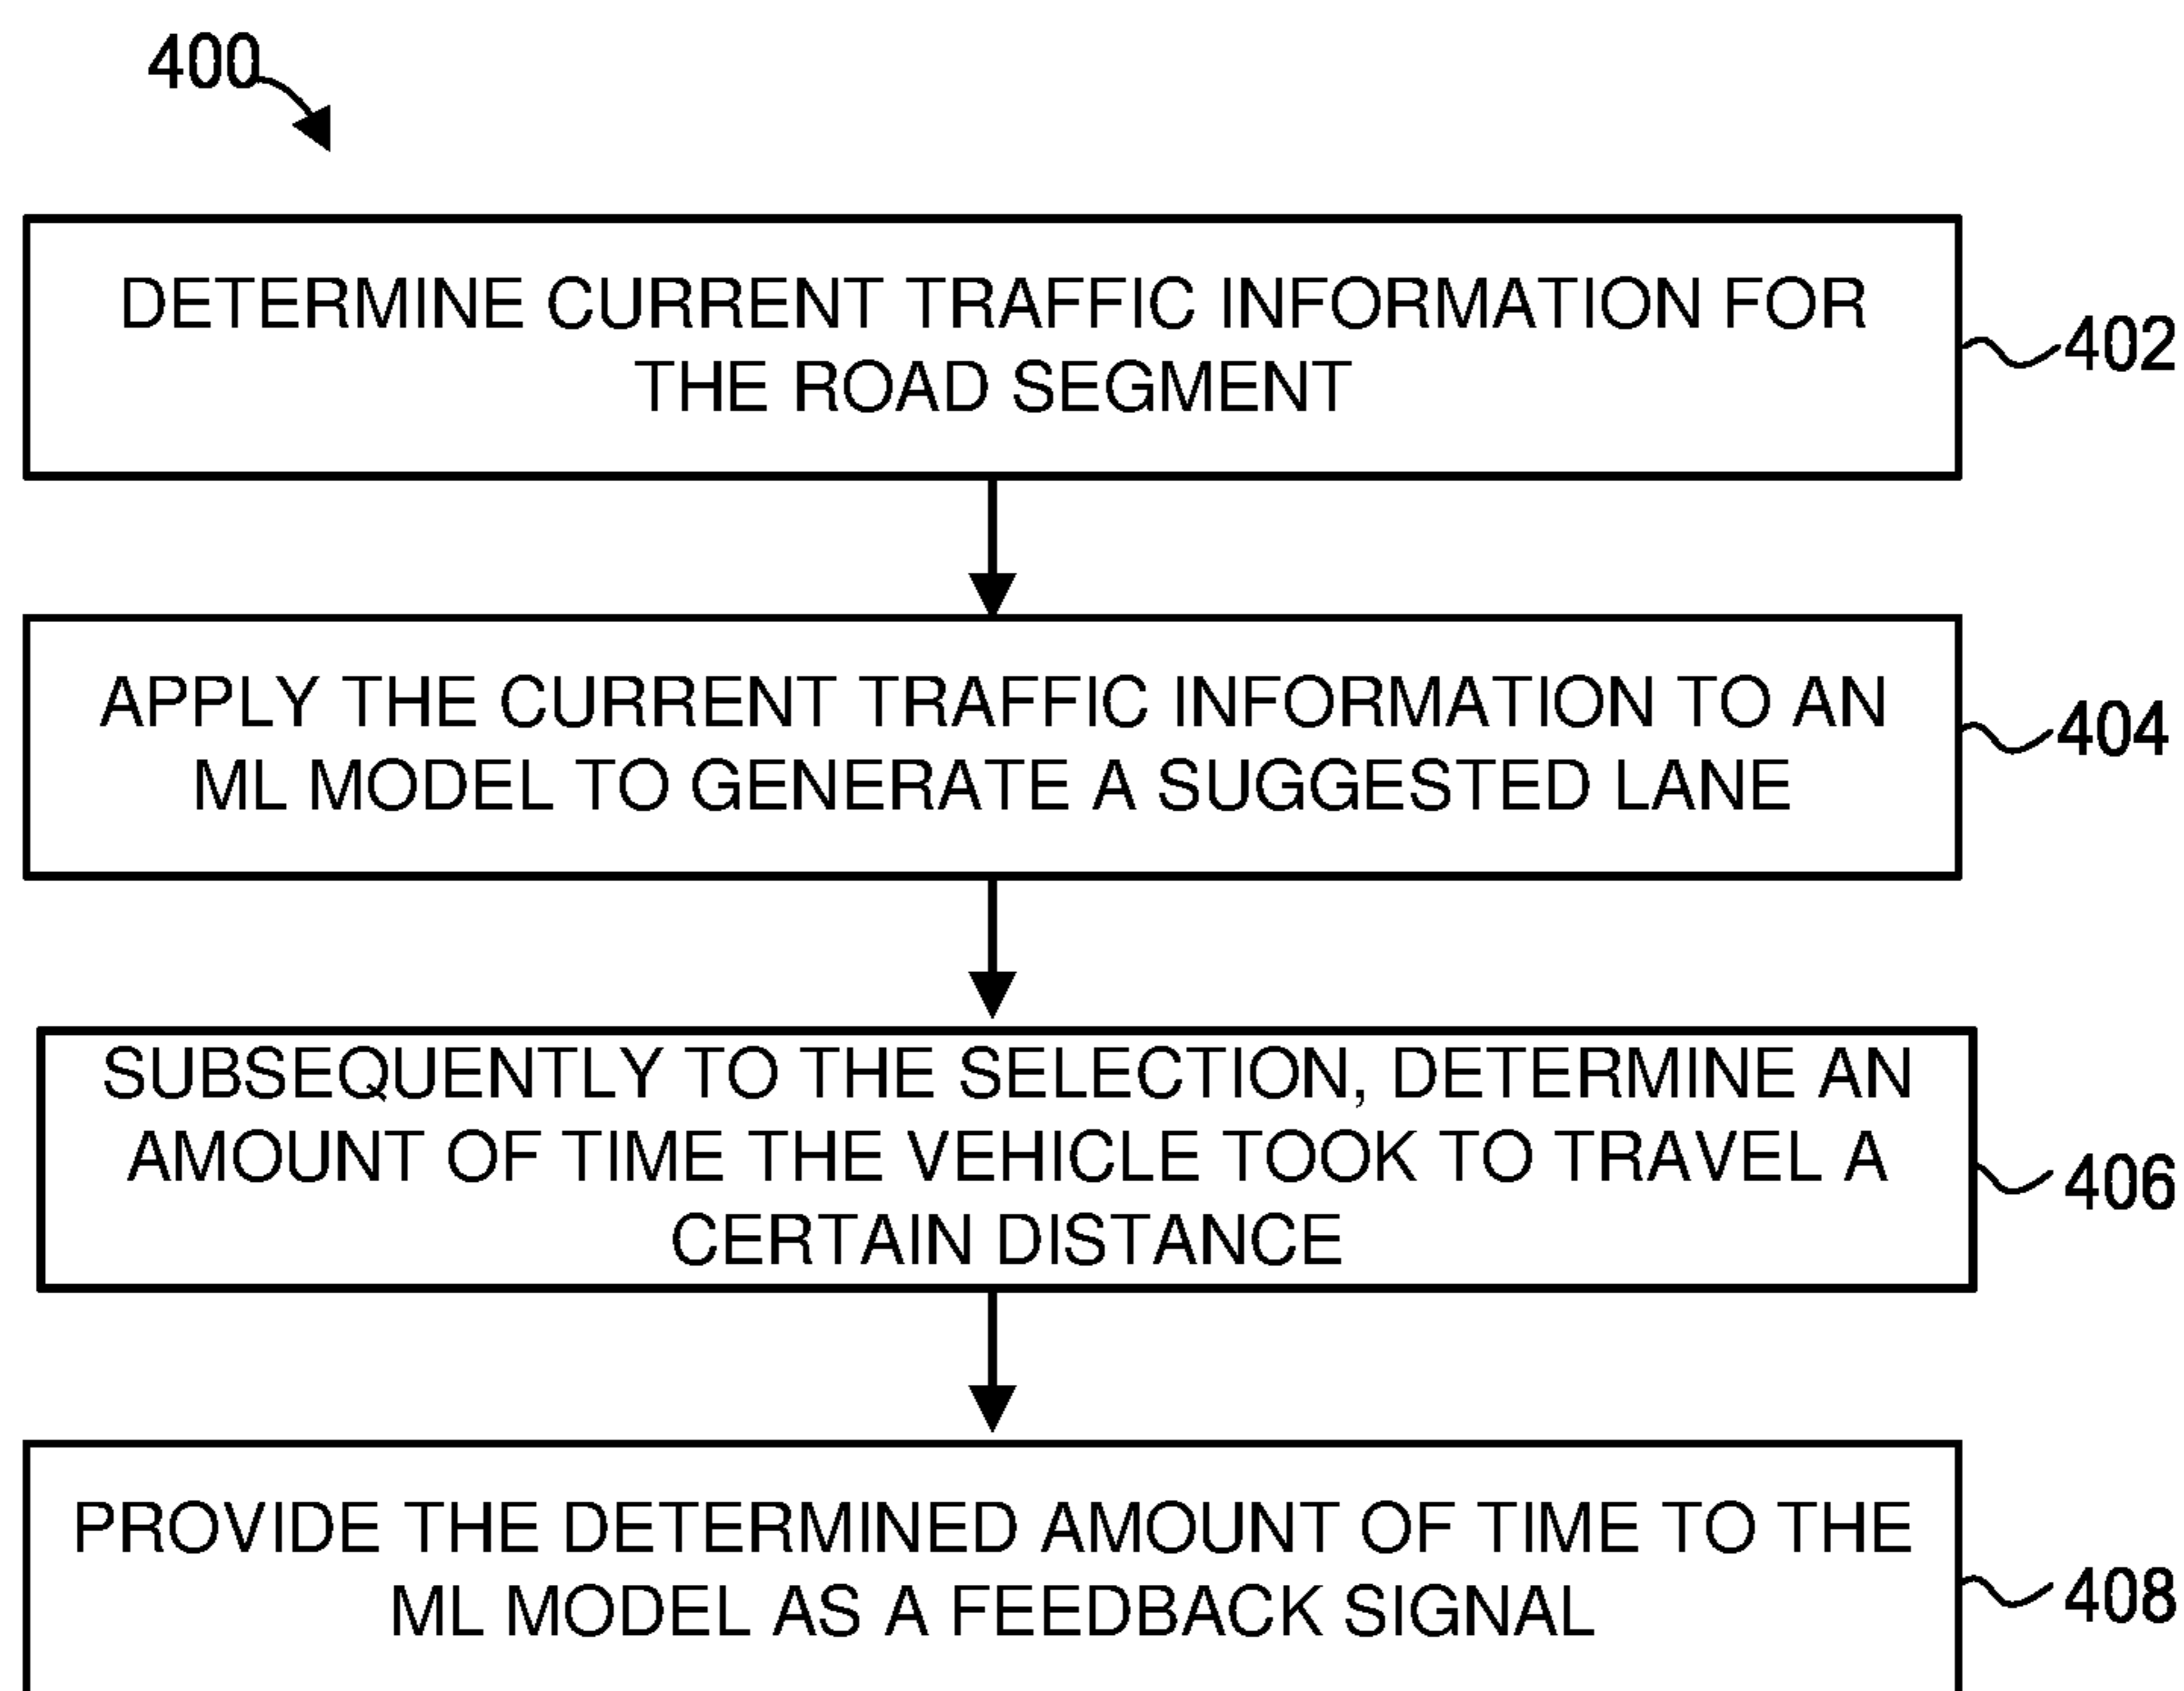 400
DETERMINE CURRENT TRAFFIC INFORMATION FOR
THE ROAD SEGMENT
402
APPLY THE CURRENT TRAFFIC INFORMATION TO AN
ML MODEL TO GENERATE A SUGGESTED LANE
404
SUBSEQUENTLY TO THE SELECTION, DETERMINE AN
AMOUNT OF TIME THE VEHICLE TOOK TO TRAVEL A
CERTAIN DISTANCE
406
PROVIDE THE DETERMINED AMOUNT OF TIME TO THE
ML MODEL AS A FEEDBACK SIGNAL
408